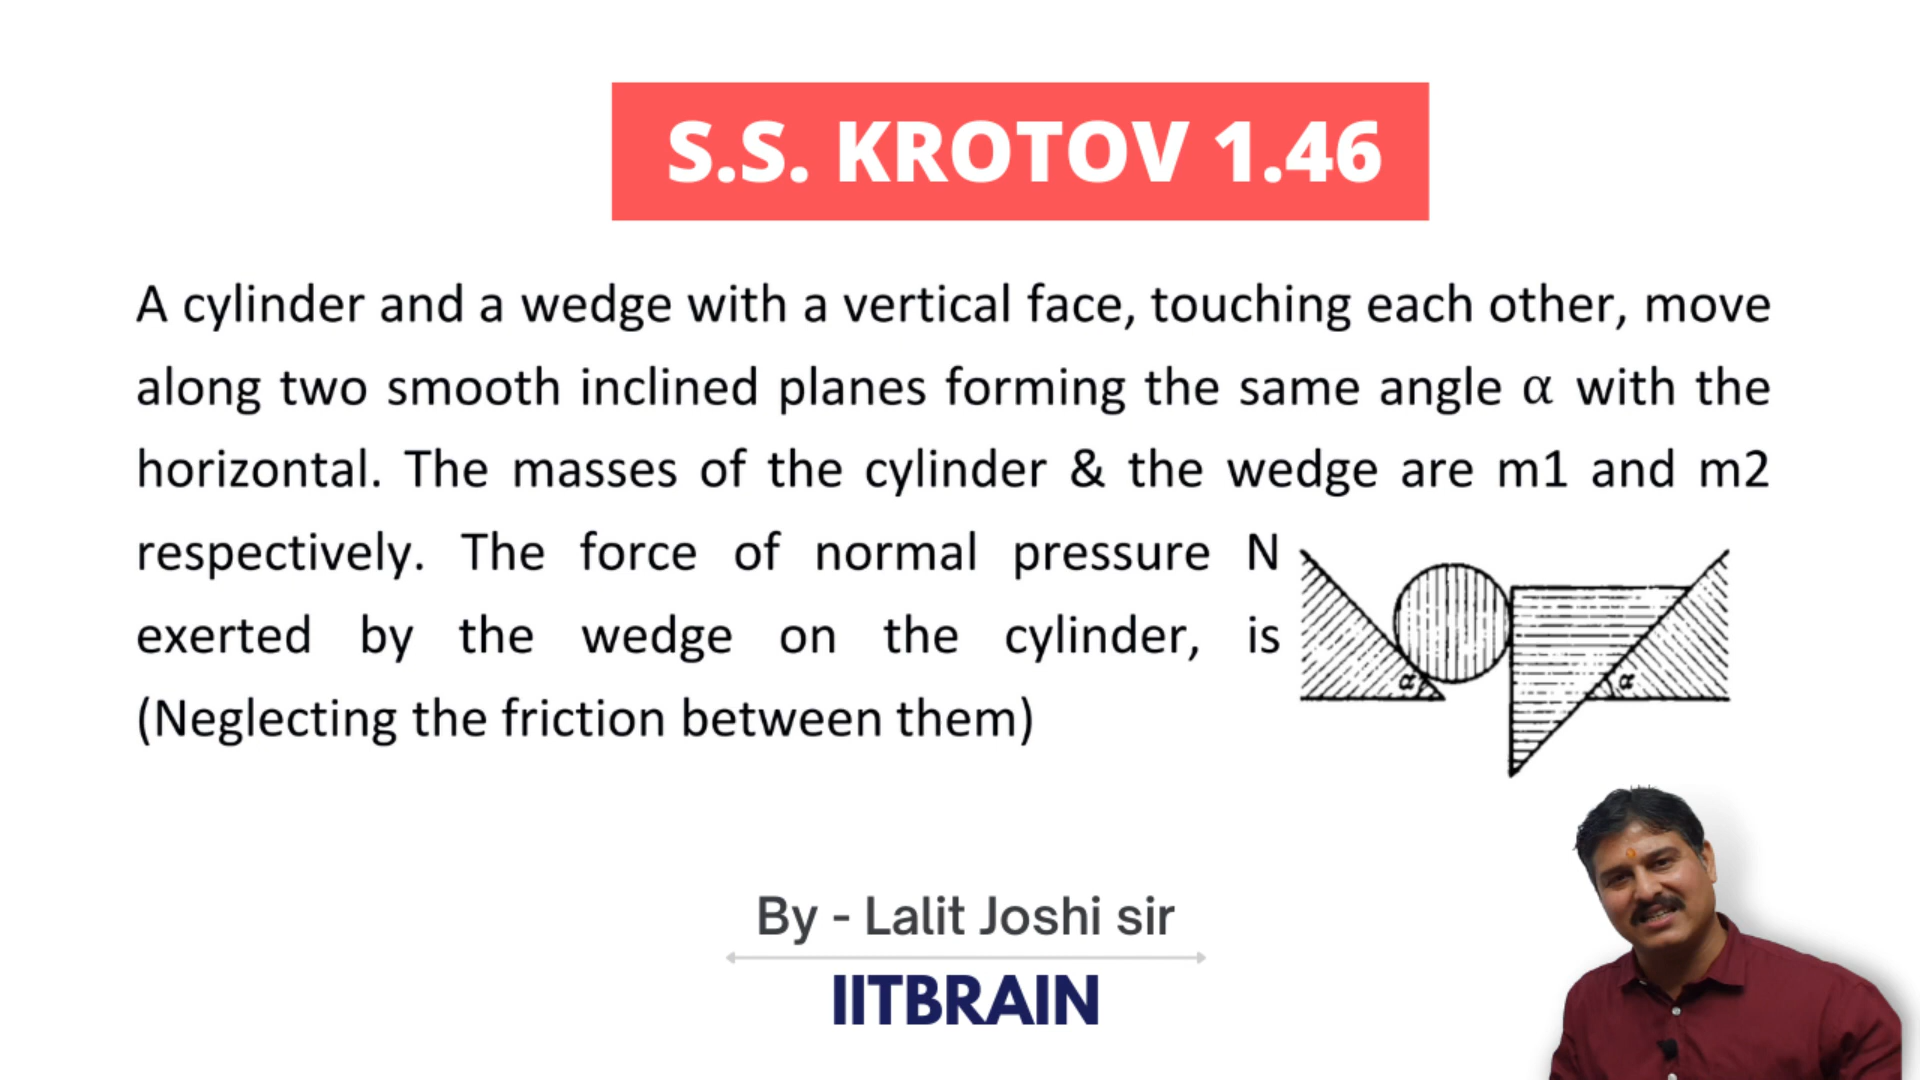 S.S. KROTOV 1.46
A cylinder and a wedge with a vertical face, touching each other, move
along two smooth inclined planes forming the same angle α with the
horizontal. The masses of the cylinder & the wedge are m1 and m2
respectively. The force of normal pressure N
exerted by the wedge on the cylinder, is
(Neglecting the friction between them)
α α
By - Lalit Joshi sir
IITBRAIN